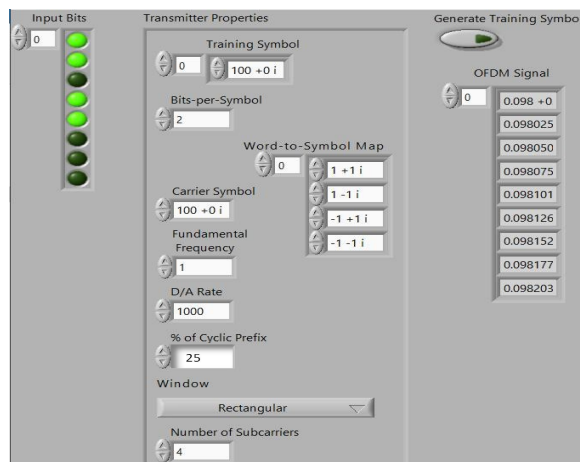 Input Bits
0
Transmitter Properties
Training Symbol
0
100 +0 i
Bits-per-Symbol
2
Word-to-Symbol Map
0
1 +1 i
1 -1 i
-1 +1 i
-1 -1 i
Carrier Symbol
100 +0 i
Fundamental
Frequency
1
D/A Rate
1000
% of Cyclic Prefix
25
Window
Rectangular
Number of Subcarriers
4
Generate Training Symbo
OFDM Signal
0
0.098 +0
0.098025
0.098050
0.098075
0.098101
0.098126
0.098152
0.098177
0.098203